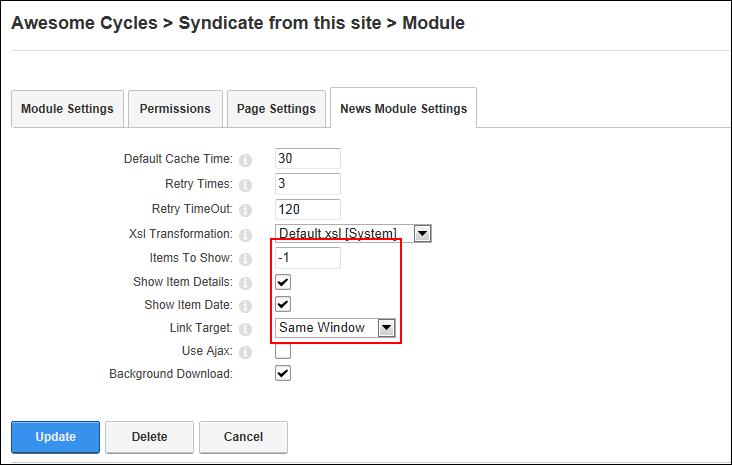 Awesome Cycles > Syndicate from this site > Module
Module Settings Permissions Page Settings News Module Settings
Default Cache Time: 30
Retry Times: 3
Retry TimeOut: 120
Xsl Transformation: Default.xsl [System]
Items To Show: -1
Show Item Details:
Show Item Date:
Link Target: Same Window
Use Ajax:
Background Download:
Update Delete Cancel